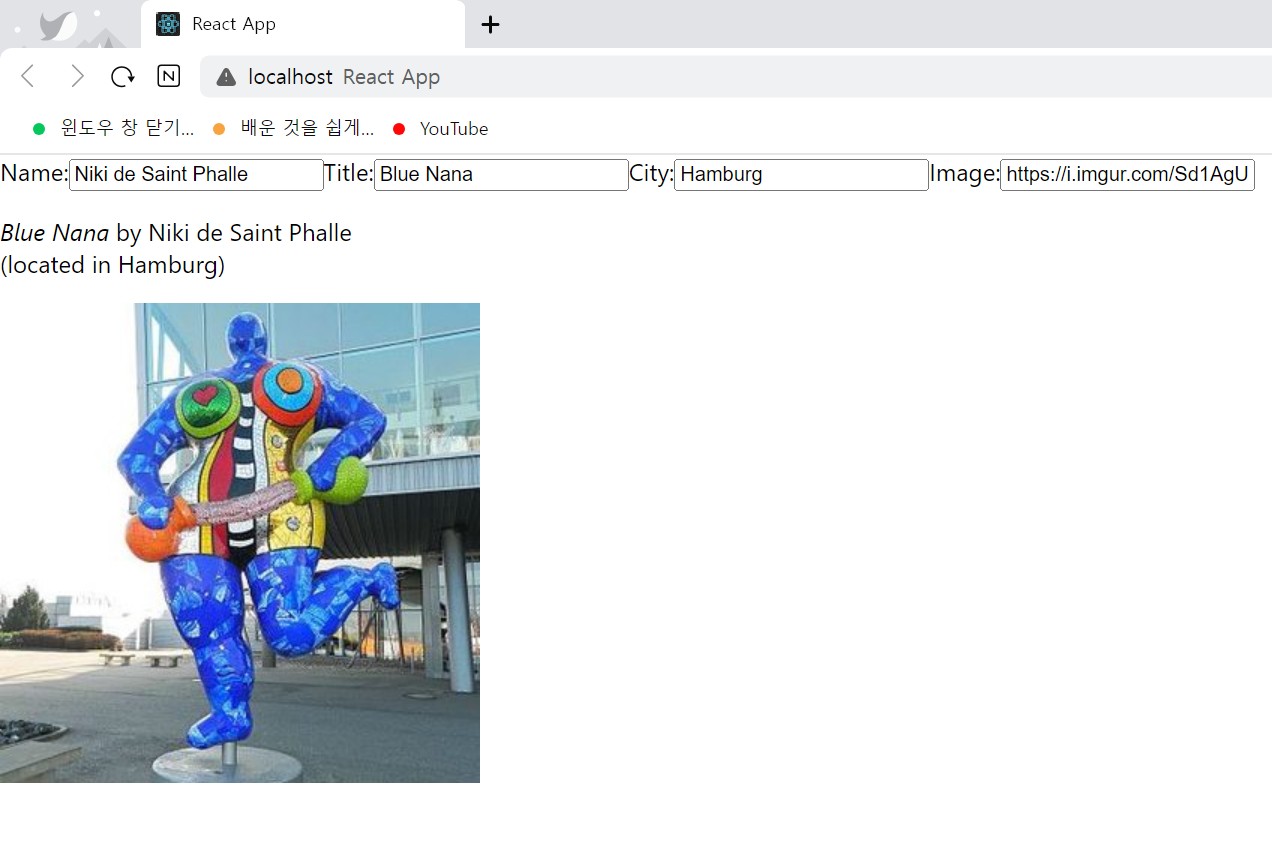 React App
localhost React App
윈도우 창 닫기... 배운 것을 쉽게... YouTube
Name: Niki de Saint Phalle Title: Blue Nana City: Hamburg Image: https://i.imgur.com/Sd1AgU
Blue Nana by Niki de Saint Phalle
(located in Hamburg)